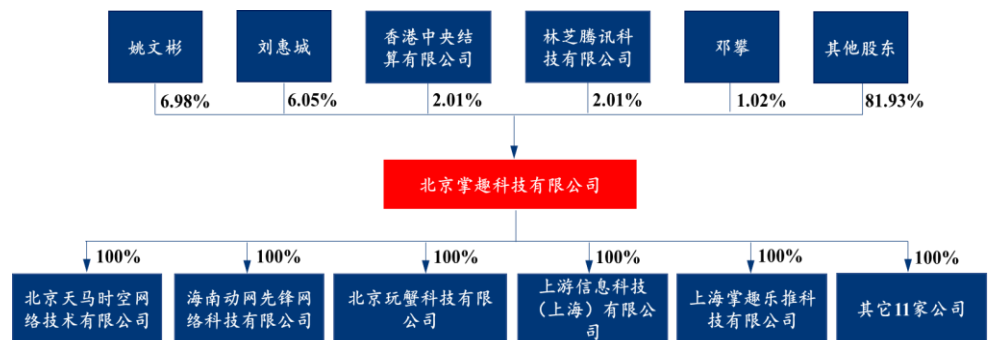 姚文彬
刘惠城
香港中央结
算有限公司
林芝腾讯科
技有限公司
邓攀
其他股东
6.98%
6.05%
2.01%
2.01%
1.02%
81.93%
北京掌趣科技有限公司
100%
100%
100%
100%
100%
100%
北京天马时空网
络技术有限公司
海南动网先锋网
络科技有限公司
北京玩蟹科技有限
公司
上游信息科技
（上海）有限公
司
上海掌趣乐推科
技有限公司
其它11家公司